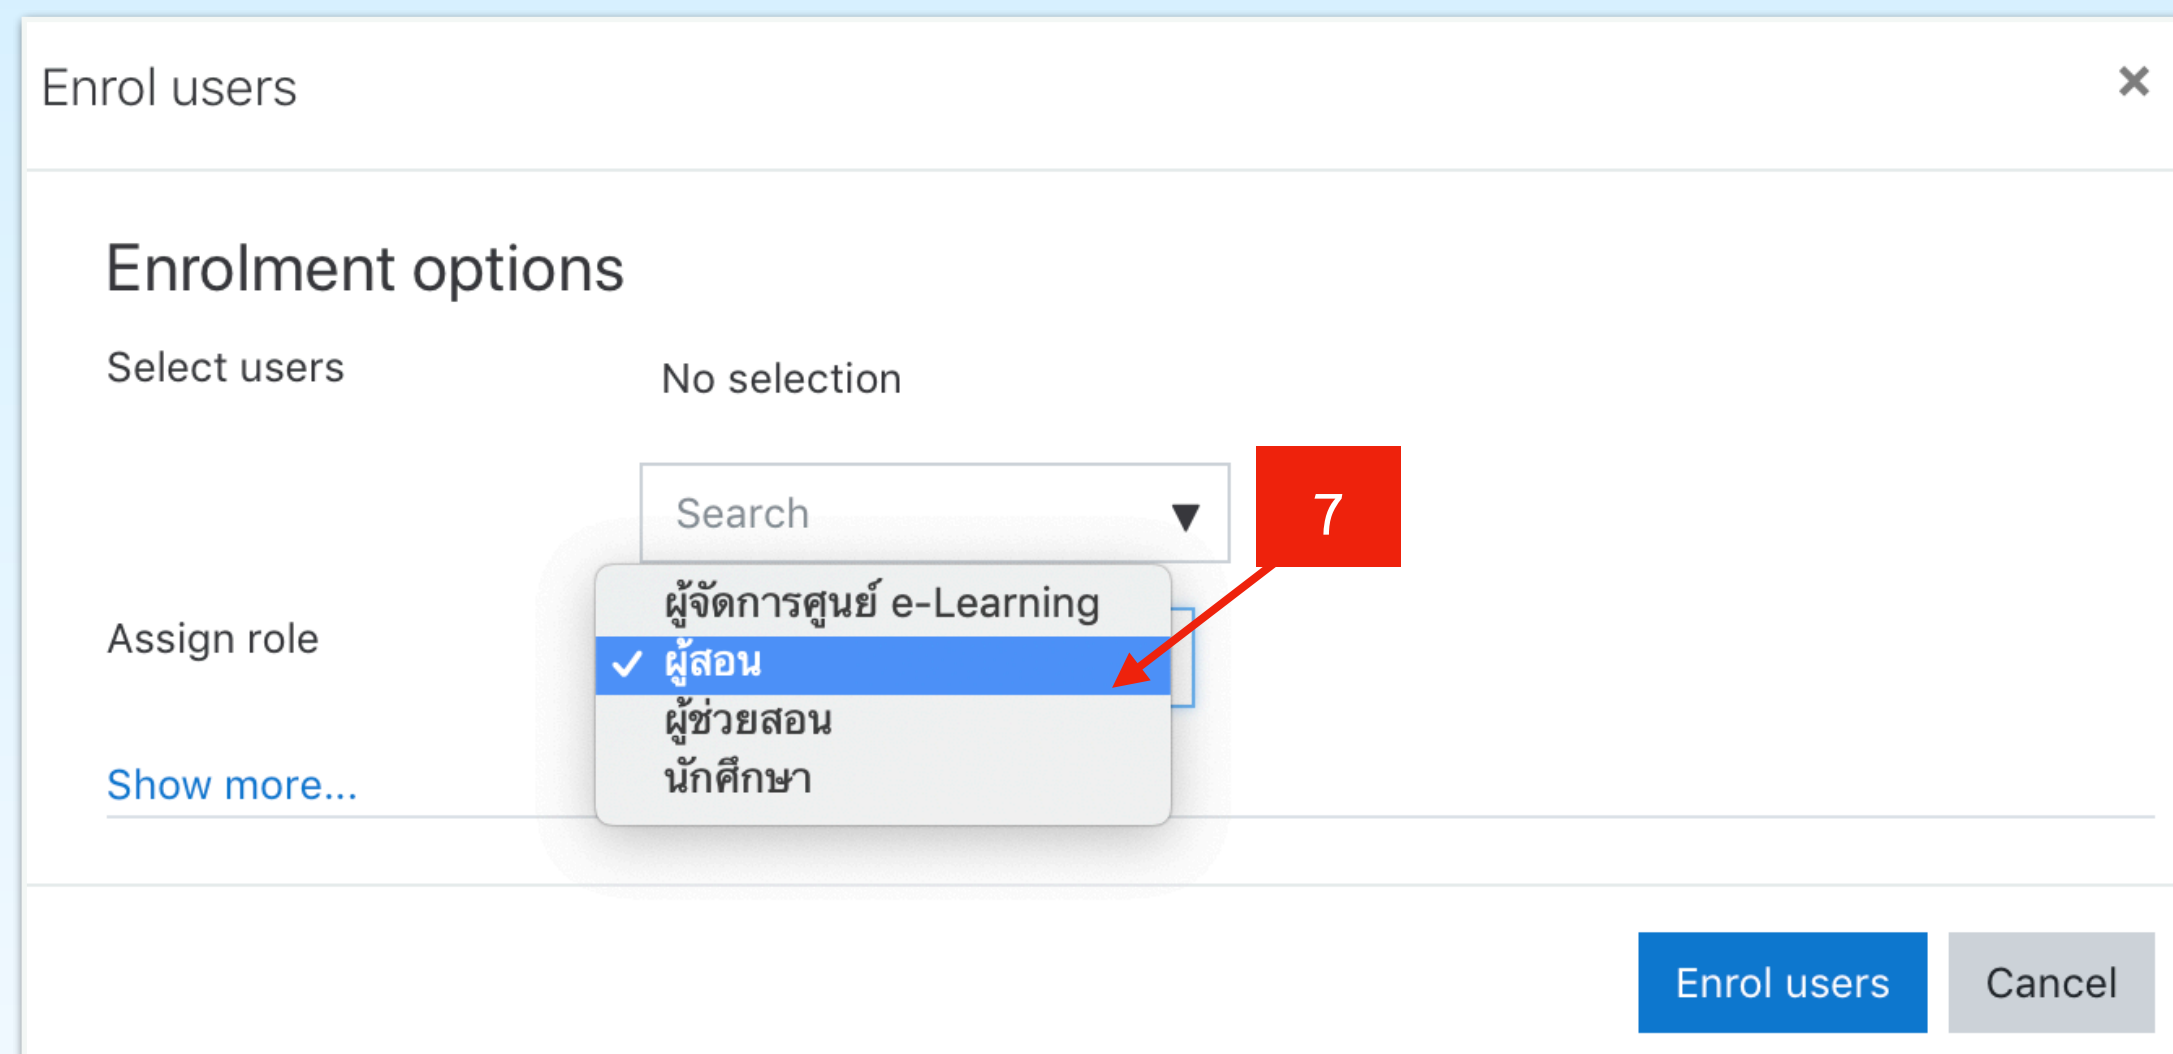 Enrol users
Enrolment options
Select users
No selection
Search
7
ผู้จัดการศูนย์ e-Learning
Assign role
ผู้สอน
ผู้ช่วยสอน
นักศึกษา
Show more...
Enrol users
Cancel